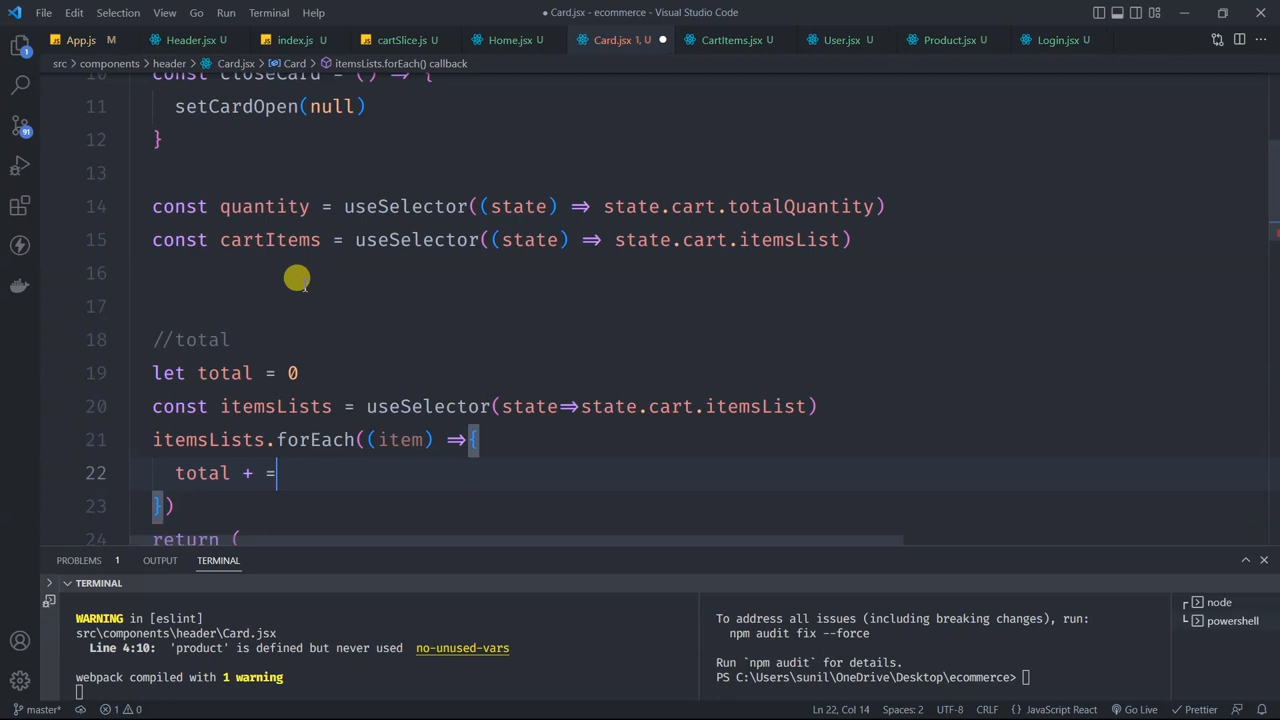 File Edit Selection View Go Run Terminal Help ● Card.jsx - ecommerce - Visual Studio Code
App.js M Header.jsx U index.js U cartSlice.js U Home.jsx U Card.jsx 1, U ● CartItems.jsx U User.jsx U Product.jsx U Login.jsx U
src > components > header > Card.jsx > Card > itemsLists.forEach() callback
10 const closeCard = () => {
11 setCardOpen(null)
12 }
13
14 const quantity = useSelector((state) => state.cart.totalQuantity)
15 const cartItems = useSelector((state) => state.cart.itemsList)
16
17
18 //total
19 let total = 0
20 const itemsLists = useSelector(state=>state.cart.itemsList)
21 itemsLists.forEach((item) =>{
22 total + =
23 })
24 return (
PROBLEMS 1 OUTPUT TERMINAL
TERMINAL
WARNING in [eslint]
src\components\header\Card.jsx
Line 4:10: 'product' is defined but never used no-unused-vars
webpack compiled with 1 warning
To address all issues (including breaking changes), run:
npm audit fix --force
Run `npm audit` for details.
PS C:\Users\sunil\OneDrive\Desktop\ecommerce>
node
powershell
1
91
master* 1 0 Ln 22, Col 14 Spaces: 2 UTF-8 CRLF JavaScript React Go Live Prettier